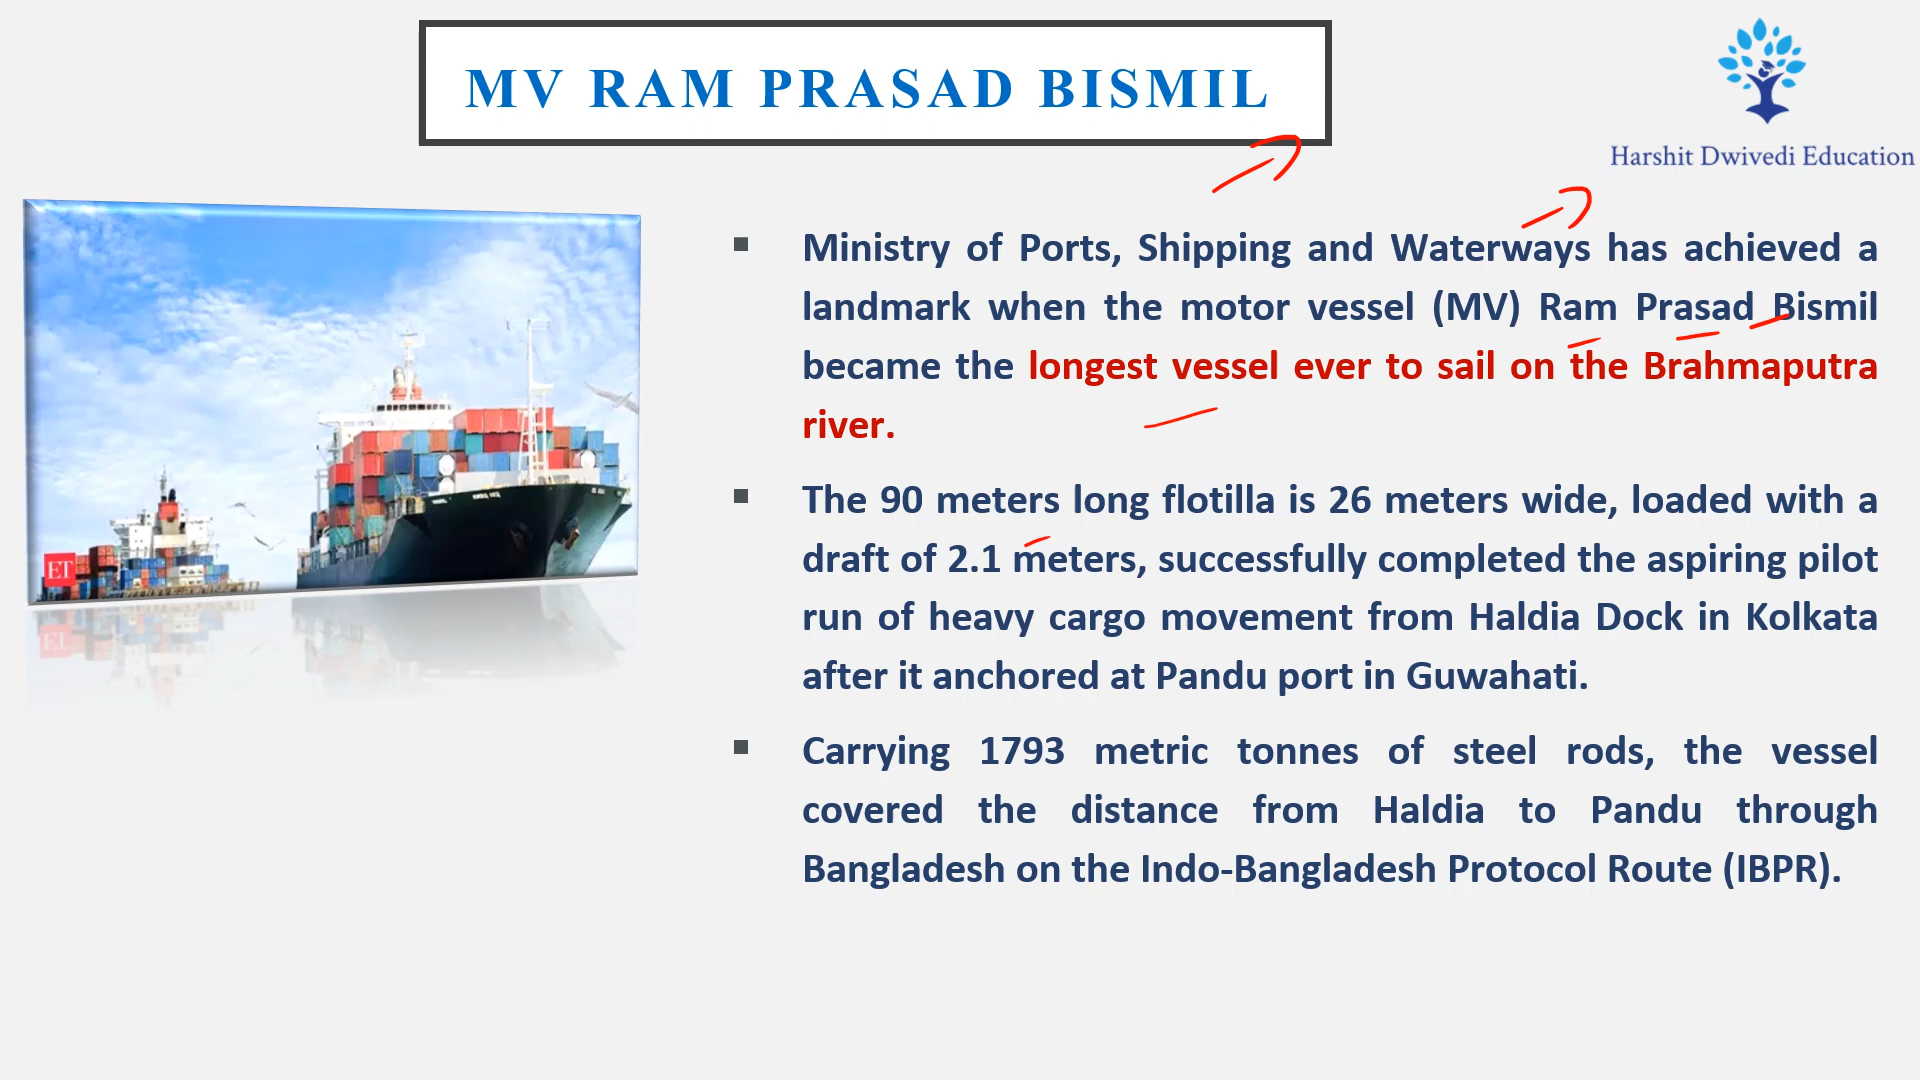 MV RAM PRASAD BISMIL
Harshit Dwivedi Education
Ministry of Ports, Shipping and Waterways has achieved a
landmark when the motor vessel (MV) Ram Prasad Bismil
became the longest vessel ever to sail on the Brahmaputra
river.
The 90 meters long flotilla is 26 meters wide, loaded with a
draft of 2.1 meters, successfully completed the aspiring pilot
run of heavy cargo movement from Haldia Dock in Kolkata
after it anchored at Pandu port in Guwahati.
Carrying 1793 metric tonnes of steel rods, the vessel
covered the distance from Haldia to Pandu through
Bangladesh on the Indo-Bangladesh Protocol Route (IBPR).
ET